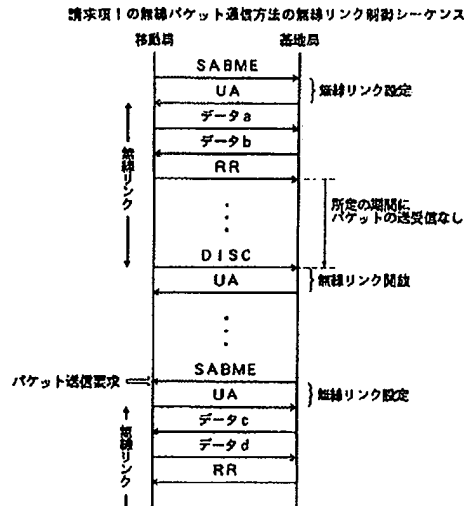 請求項1の無線パケット通信方法の無線リンク制御シーケンス
移動局
基地局
SABME
UA
無線リンク設定
データa
データb
RR
無線リンク
所定の期間に
パケットの送受信なし
DISC
UA
無線リンク開放
SABME
パケット送信要求
UA
無線リンク設定
データc
データd
無線リンク
RR